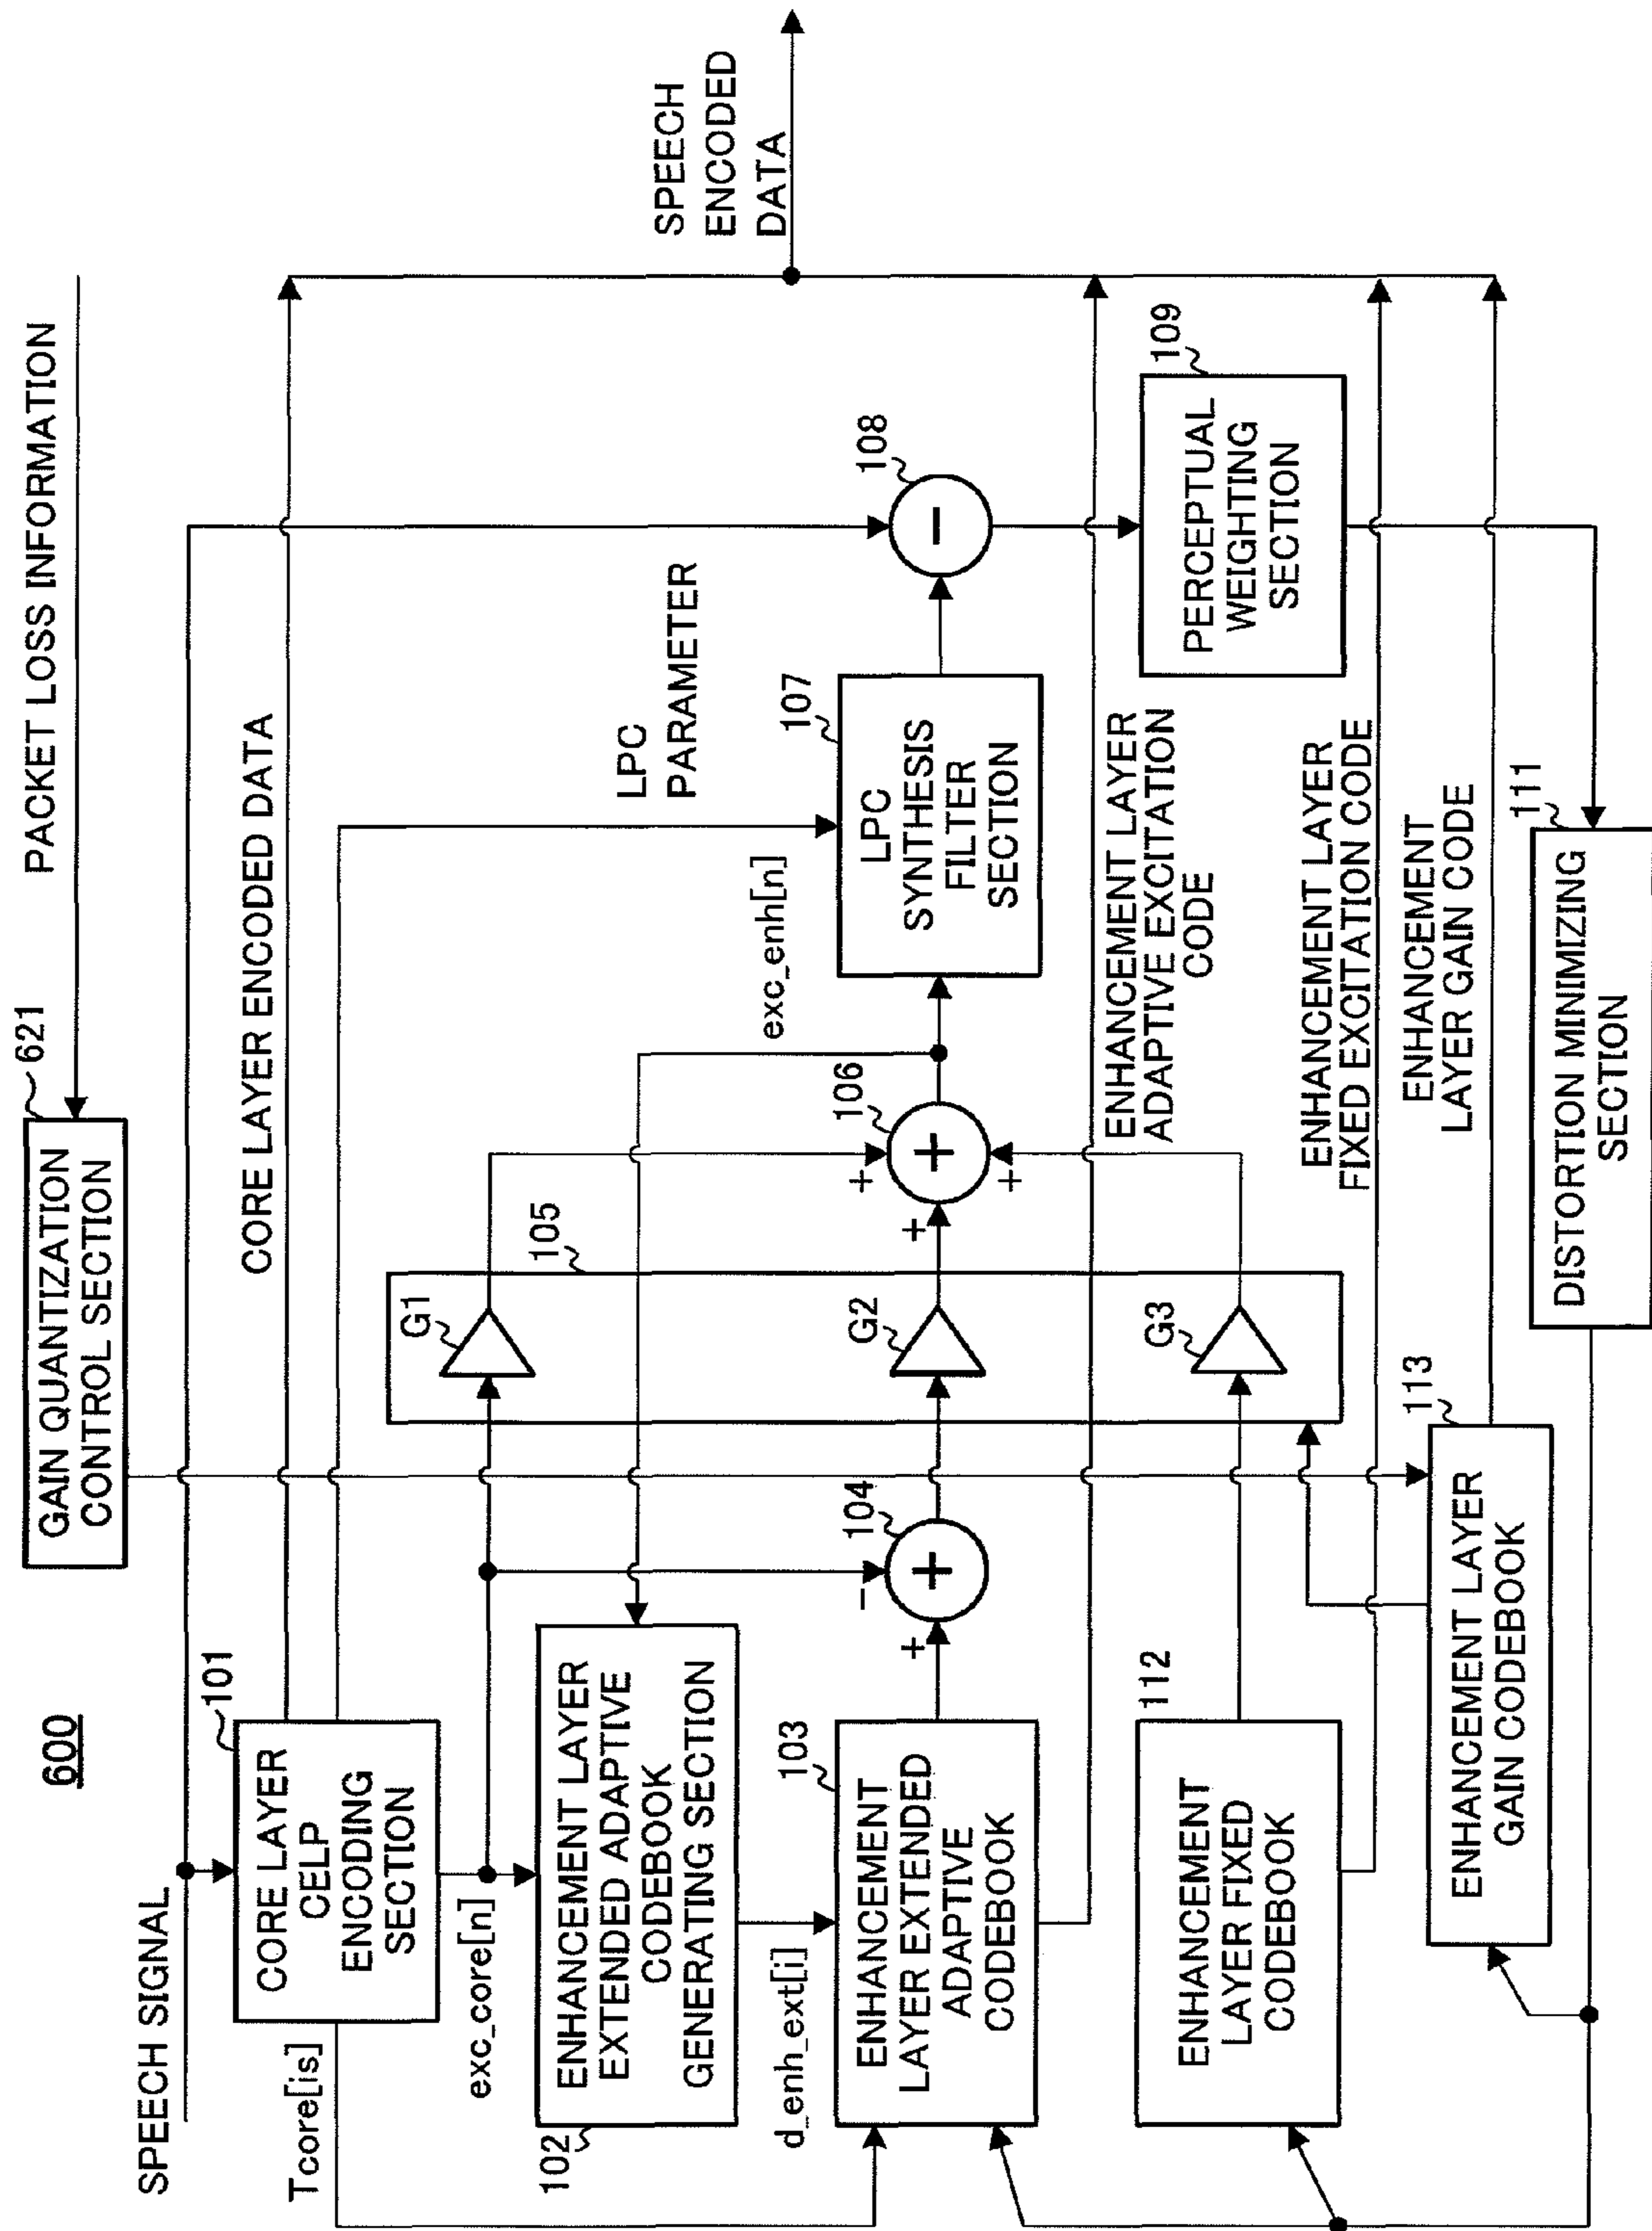 600
PACKET LOSS INFORMATION
621
GAIN QUANTIZATION
CONTROL SECTION
SPEECH SIGNAL
101
CORE LAYER
CELP
ENCODING
SECTION
Tcore[is]
CORE LAYER ENCODED DATA
LPC
PARAMETER
exc_core[n]
102
ENHANCEMENT LAYER
EXTENDED ADAPTIVE
CODEBOOK
GENERATING SECTION
d_enh_ext[i]
103
ENHANCEMENT
LAYER EXTENDED
ADAPTIVE
CODEBOOK
104
+
−
+
105
G1
G2
G3
106
+
+
+
+
exc_enh[n]
107
LPC
SYNTHESIS
FILTER
SECTION
108
−
109
PERCEPTUAL
WEIGHTING
SECTION
SPEECH
ENCODED
DATA
ENHANCEMENT LAYER
ADAPTIVE EXCITATION
CODE
112
ENHANCEMENT
LAYER FIXED
CODEBOOK
ENHANCEMENT LAYER
FIXED EXCITATION CODE
113
ENHANCEMENT LAYER
GAIN CODEBOOK
ENHANCEMENT
LAYER GAIN CODE
111
DISTORTION MINIMIZING
SECTION